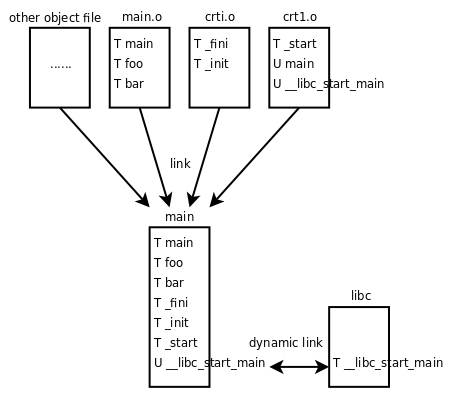 other object file
main.o
crti.o
crt1.o
......
T main
T foo
T bar
T _fini
T _init
T _start
U main
U __libc_start_main
link
main
T main
T foo
T bar
T _fini
T _init
T _start
U __libc_start_main
dynamic link
libc
T __libc_start_main